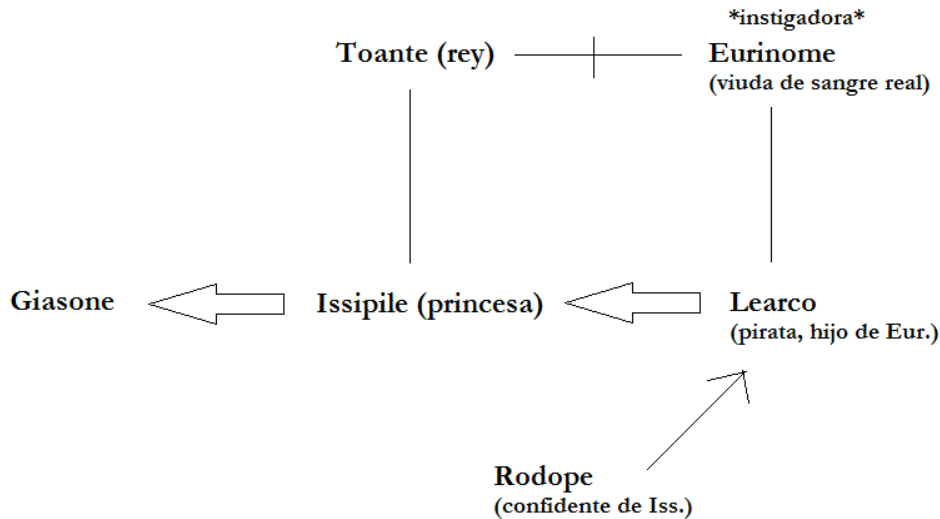 *instigadora*
Toante (rey)
Eurinome
(viuda de sangre real)
Giasone
Issipile (princesa)
Learco
(pirata, hijo de Eur.)
Rodope
(confidente de Iss.)